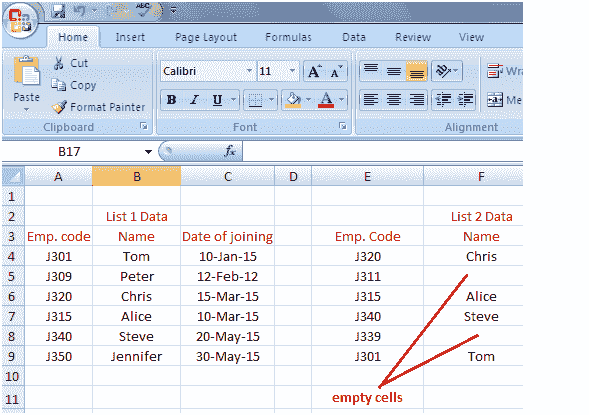 Home Insert Page Layout Formulas Data Review View
Cut
Copy
Format Painter
Paste
Calibri 11 A A Wra
B I U A Me
Clipboard Font Alignment
B17 fx
A B C D E F
1
2 List 1 Data List 2 Data
3 Emp. code Name Date of joining Emp. Code Name
4 J301 Tom 10-Jan-15 J320 Chris
5 J309 Peter 12-Feb-12 J311
6 J320 Chris 15-Mar-15 J315 Alice
7 J315 Alice 10-Mar-15 J340 Steve
8 J340 Steve 20-May-15 J339
9 J350 Jennifer 30-May-15 J301 Tom
10
11 empty cells